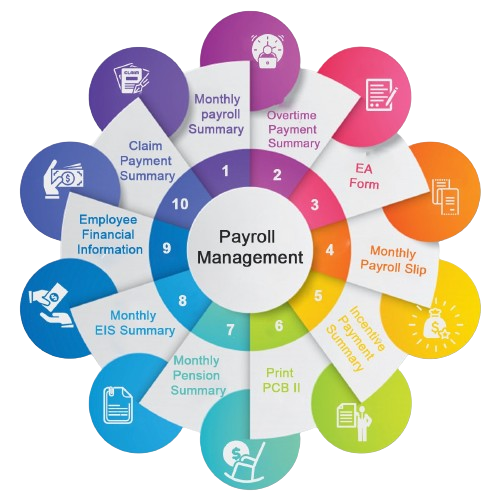 Payroll
Management
1
Monthly
payroll
Summary
2
Overtime
Payment
Summary
3
EA
Form
4
Monthly
Payroll Slip
5
Incentive
Payment
Summary
6
Print
PCB II
7
Monthly
Pension
Summary
8
Monthly
EIS Summary
9
Employee
Financial
Information
10
Claim
Payment
Summary
CLAIM